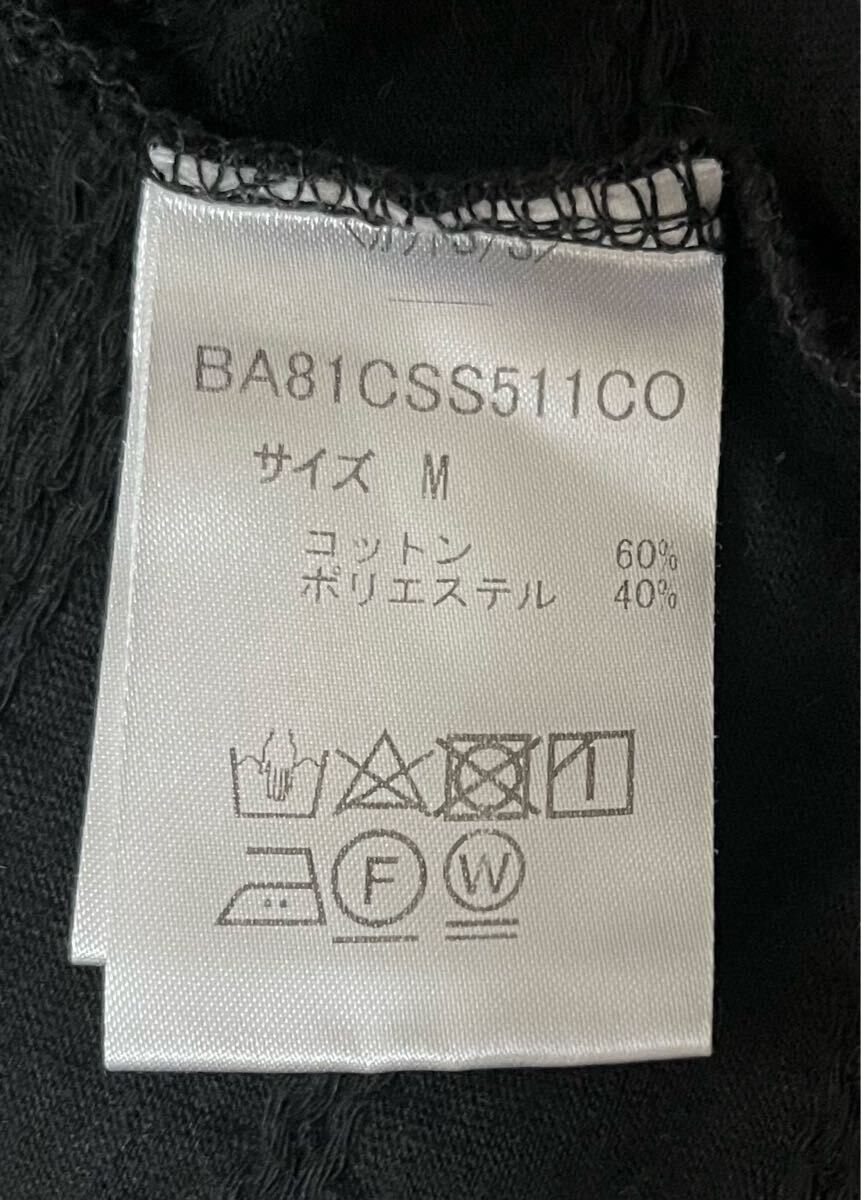 BA81CSS511CO
サイズ M
コットン 60%
ポリエステル 40%
F W